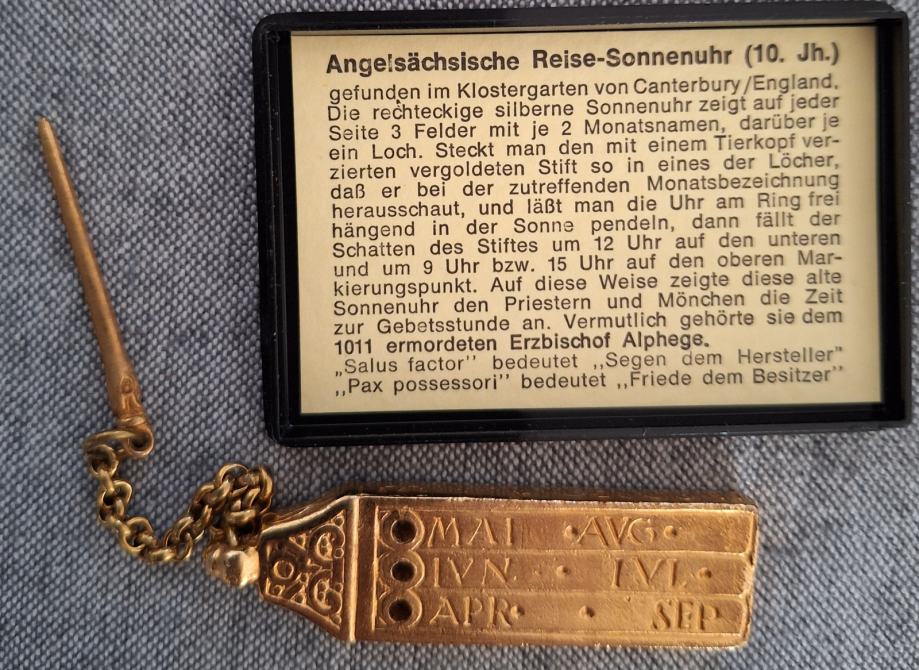 Angelsächsische Reise-Sonnenuhr (10. Jh.)
gefunden im Klostergarten von Canterbury/England.
Die rechteckige silberne Sonnenuhr zeigt auf jeder
Seite 3 Felder mit je 2 Monatsnamen, darüber je
ein Loch. Steckt man den mit einem Tierkopf ver-
zierten vergoldeten Stift so in eines der Löcher,
daß er bei der zutreffenden Monatsbezeichnung
herausschaut, und läßt man die Uhr am Ring frei
hängend in der Sonne pendeln, dann fällt der
Schatten des Stiftes um 12 Uhr auf den unteren
und um 9 Uhr bzw. 15 Uhr auf den oberen Mar-
kierungspunkt. Auf diese Weise zeigte diese alte
Sonnenuhr den Priestern und Mönchen die Zeit
zur Gebetsstunde an. Vermutlich gehörte sie dem
1011 ermordeten Erzbischof Alphege.
„Salus factor” bedeutet „Segen dem Hersteller”
„Pax possessori” bedeutet „Friede dem Besitzer”
MAI AVG
IVN IVL
APR SEP